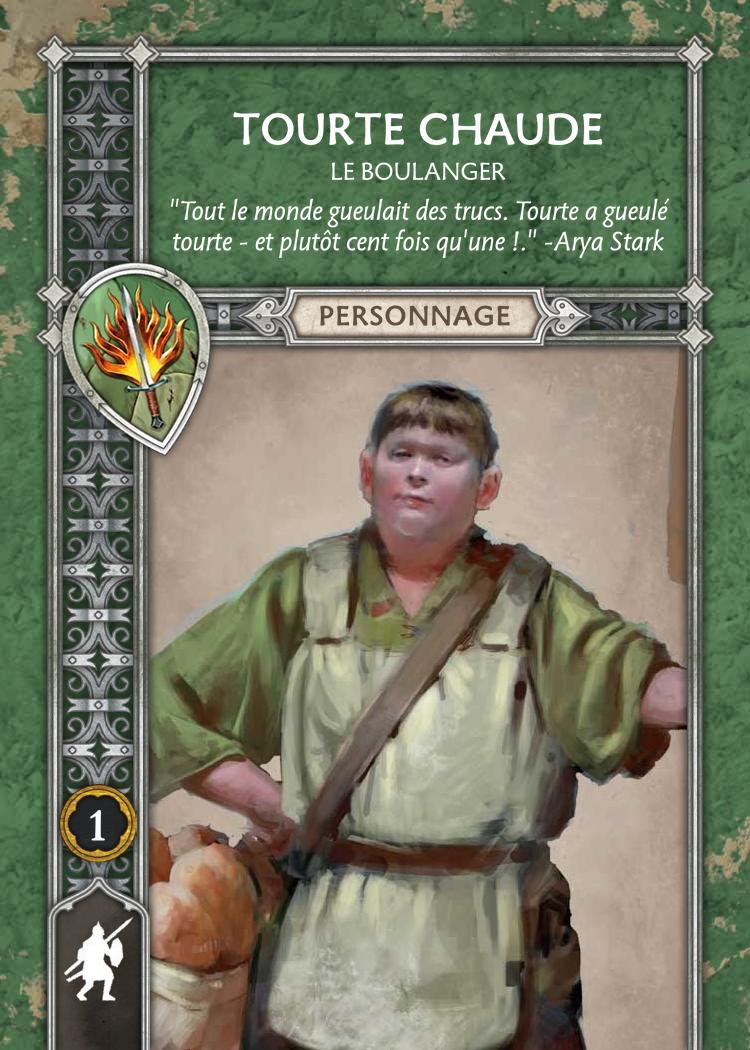 TOURTE CHAUDE
LE BOULANGER
"Tout le monde gueulait des trucs. Tourte a gueulé
tourte - et plutôt cent fois qu'une !." -Arya Stark
PERSONNAGE
1